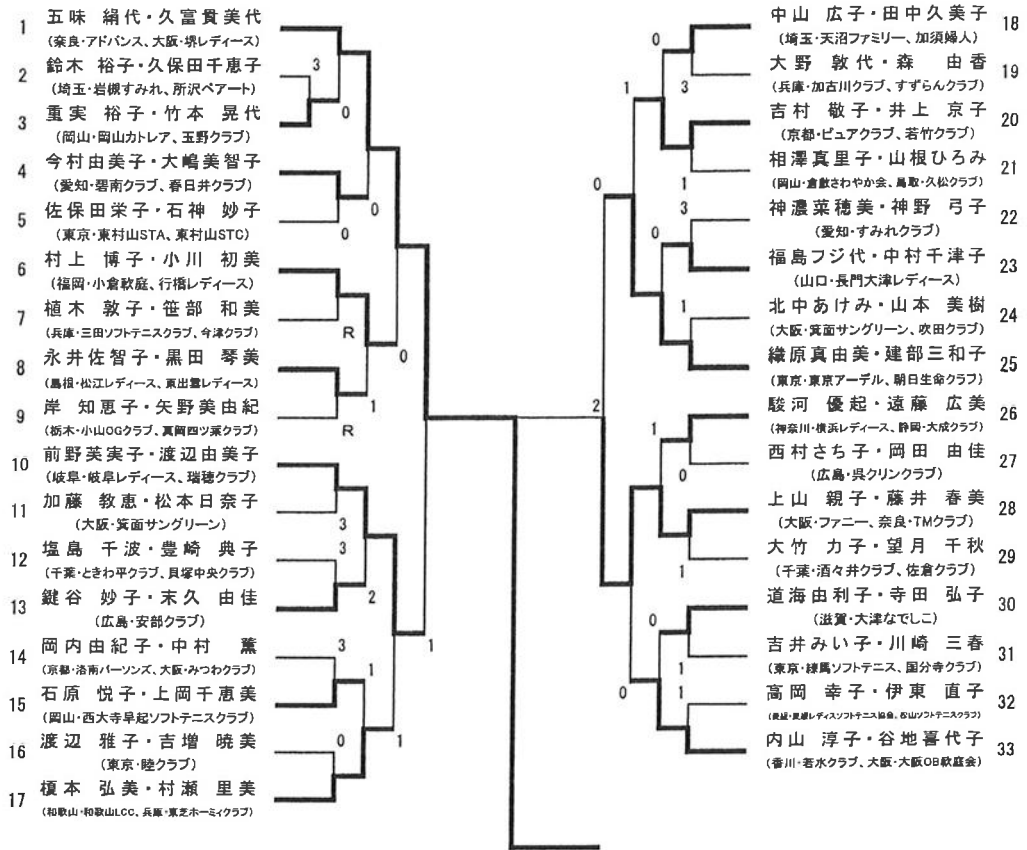 1 五味 絹代・久富貴美代
(奈良・アドバンス、大阪・堺レディース)
2 鈴木 裕子・久保田千恵子
(埼玉・岩槻すみれ、所沢ペアート)
3 重実 裕子・竹本 晃代
(岡山・岡山カトレア、玉野クラブ)
4 今村由美子・大嶋美智子
(愛知・碧南クラブ、春日井クラブ)
5 佐保田栄子・石神 妙子
(東京・東村山STA、東村山STC)
6 村上 博子・小川 初美
(福岡・小倉軟庭、行橋レディース)
7 植木 敦子・笹部 和美
(兵庫・三田ソフトテニスクラブ、今津クラブ)
8 永井佐智子・黒田 琴美
(島根・松江レディース、東出雲レディース)
9 岸 知恵子・矢野美由紀
(栃木・小山OGクラブ、真岡四ツ葉クラブ)
10 前野芙実子・渡辺由美子
(岐阜・岐阜レディース、瑞穂クラブ)
11 加藤 教恵・松本日奈子
(大阪・箕面サングリーン)
12 塩島 千波・豊崎 典子
(千葉・ときわ平クラブ、貝塚中央クラブ)
13 鍵谷 妙子・末久 由佳
(広島・安部クラブ)
14 岡内由紀子・中村 薫
(京都・洛南パーソンズ、大阪・みつわクラブ)
15 石原 悦子・上岡千恵美
(岡山・西大寺早起ソフトテニスクラブ)
16 渡辺 雅子・吉増 暁美
(東京・陸クラブ)
17 榎本 弘美・村瀬 里美
(和歌山・和歌山LCC、兵庫・東芝ホーミィクラブ)
3
0
0
0
R
R
1
0
3
3
2
1
3
1
0
1
2
中山 広子・田中久美子 18
(埼玉・天沼ファミリー、加須婦人)
大野 敦代・森 由香 19
(兵庫・加古川クラブ、すずらんクラブ)
吉村 敬子・井上 京子 20
(京都・ピュアクラブ、若竹クラブ)
相澤真里子・山根ひろみ 21
(岡山・倉敷さわやか会、鳥取・久松クラブ)
神濃菜穂美・神野 弓子 22
(愛知・すみれクラブ)
福島フジ代・中村千津子 23
(山口・長門大津レディース)
北中あけみ・山本 美樹 24
(大阪・箕面サングリーン、吹田クラブ)
織原真由美・建部三和子 25
(東京・東京アーデル、朝日生命クラブ)
駿河 優起・遠藤 広美 26
(神奈川・横浜レディース、静岡・大成クラブ)
西村さち子・岡田 由佳 27
(広島・呉クリンクラブ)
上山 親子・藤井 春美 28
(大阪・ファニー、奈良・TMクラブ)
大竹 力子・望月 千秋 29
(千葉・酒々井クラブ、佐倉クラブ)
道海由利子・寺田 弘子 30
(滋賀・大津なでしこ)
吉井みい子・川崎 三春 31
(東京・練馬ソフトテニス、国分寺クラブ)
高岡 幸子・伊東 直子 32
内山 淳子・谷地喜代子 33
(香川・若水クラブ、大阪・大阪OB軟庭会)
0
3
1
1
0
3
0
1
1
0
1
0
1
1
0